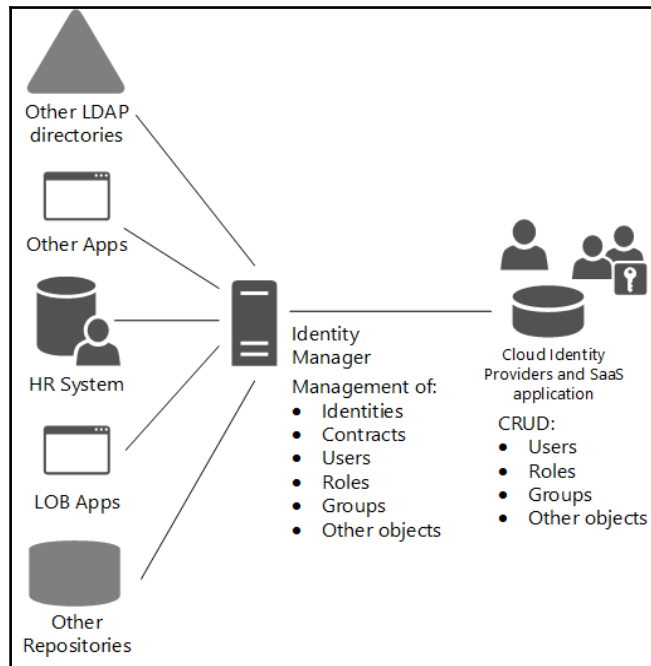 Other LDAP
directories
Other Apps
HR System
LOB Apps
Other
Repositories
Identity
Manager
Management of:
• Identities
• Contracts
• Users
• Roles
• Groups
• Other objects
Cloud Identity
Providers and SaaS
application
CRUD:
• Users
• Roles
• Groups
• Other objects